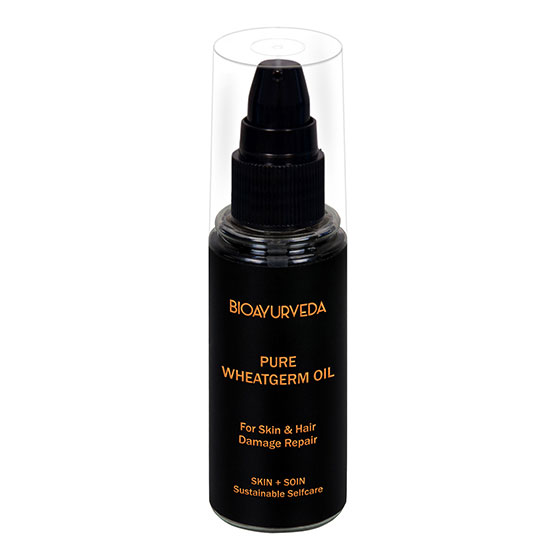 BIOAYURVEDA
PURE
WHEATGERM OIL
For Skin & Hair
Damage Repair
SKIN + SOIN
Sustainable Selfcare